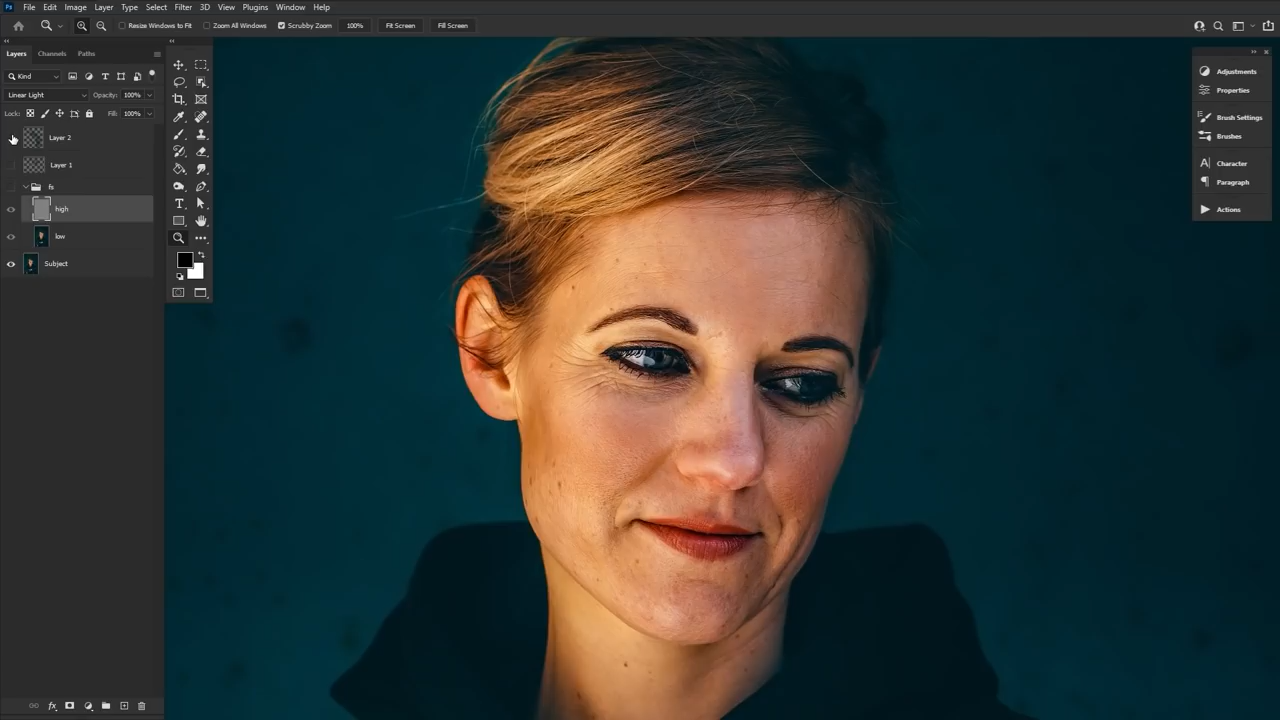 Ps File Edit Image Layer Type Select Filter 3D View Plugins Window Help
Resize Windows to Fit Zoom All Windows Scrubby Zoom 100% Fit Screen Fill Screen
Layers Channels Paths
Kind
Linear Light Opacity: 100%
Lock: Fill: 100%
Layer 2
Layer 1
fs
high
low
Subject
fx
Adjustments
Properties
Brush Settings
Brushes
Character
Paragraph
Actions